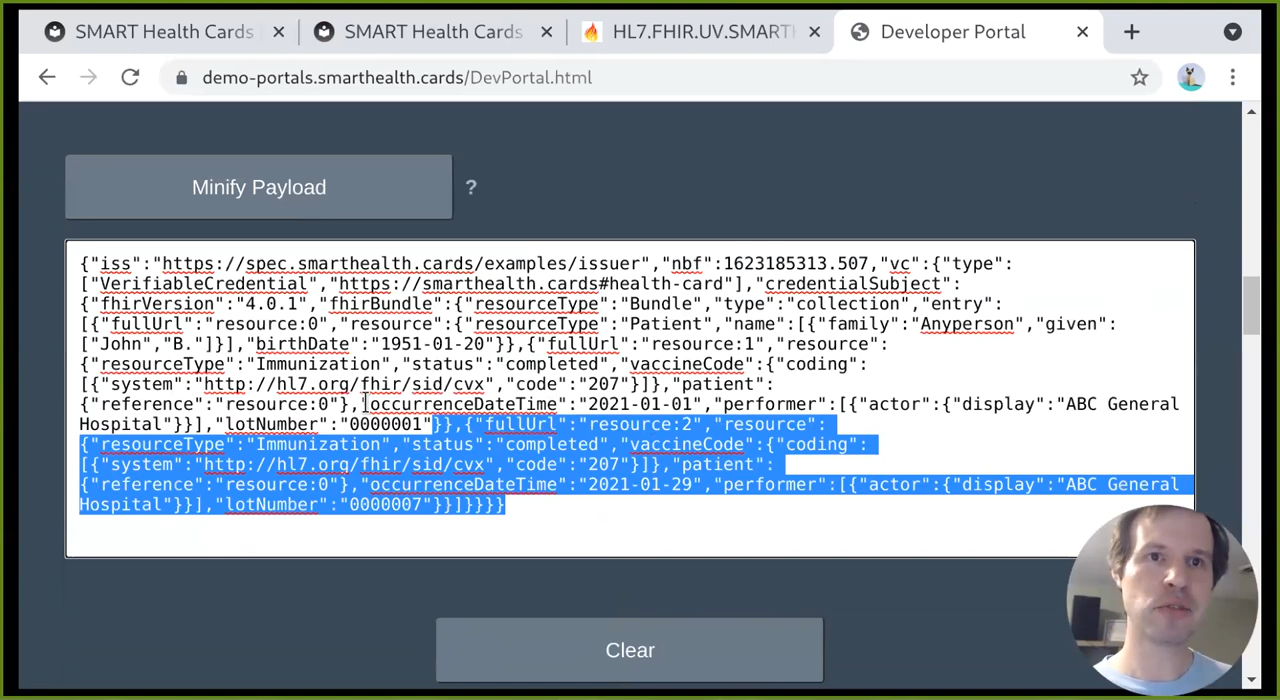 SMART Health Cards
SMART Health Cards
HL7.FHIR.UV.SMART
Developer Portal
demo-portals.smarthealth.cards/DevPortal.html
Minify Payload
?
{"iss":"https://spec.smarthealth.cards/examples/issuer","nbf":1623185313.507,"vc":{"type":
["VerifiableCredential","https://smarthealth.cards#health-card"],"credentialSubject":
{"fhirVersion":"4.0.1","fhirBundle":{"resourceType":"Bundle","type":"collection","entry":
[{"fullUrl":"resource:0","resource":{"resourceType":"Patient","name":[{"family":"Anyperson","given":
["John","B."]}],"birthDate":"1951-01-20"}},{"fullUrl":"resource:1","resource":
{"resourceType":"Immunization","status":"completed","vaccineCode":{"coding":
[{"system":"http://hl7.org/fhir/sid/cvx","code":"207"}]},"patient":
{"reference":"resource:0"},"occurrenceDateTime":"2021-01-01","performer":[{"actor":{"display":"ABC General
Hospital"}}],"lotNumber":"0000001"}},{"fullUrl":"resource:2","resource":
{"resourceType":"Immunization","status":"completed","vaccineCode":{"coding":
[{"system":"http://hl7.org/fhir/sid/cvx","code":"207"}]},"patient":
{"reference":"resource:0"},"occurrenceDateTime":"2021-01-29","performer":[{"actor":{"display":"ABC General
Hospital"}}],"lotNumber":"0000007"}}]}}}}
Clear